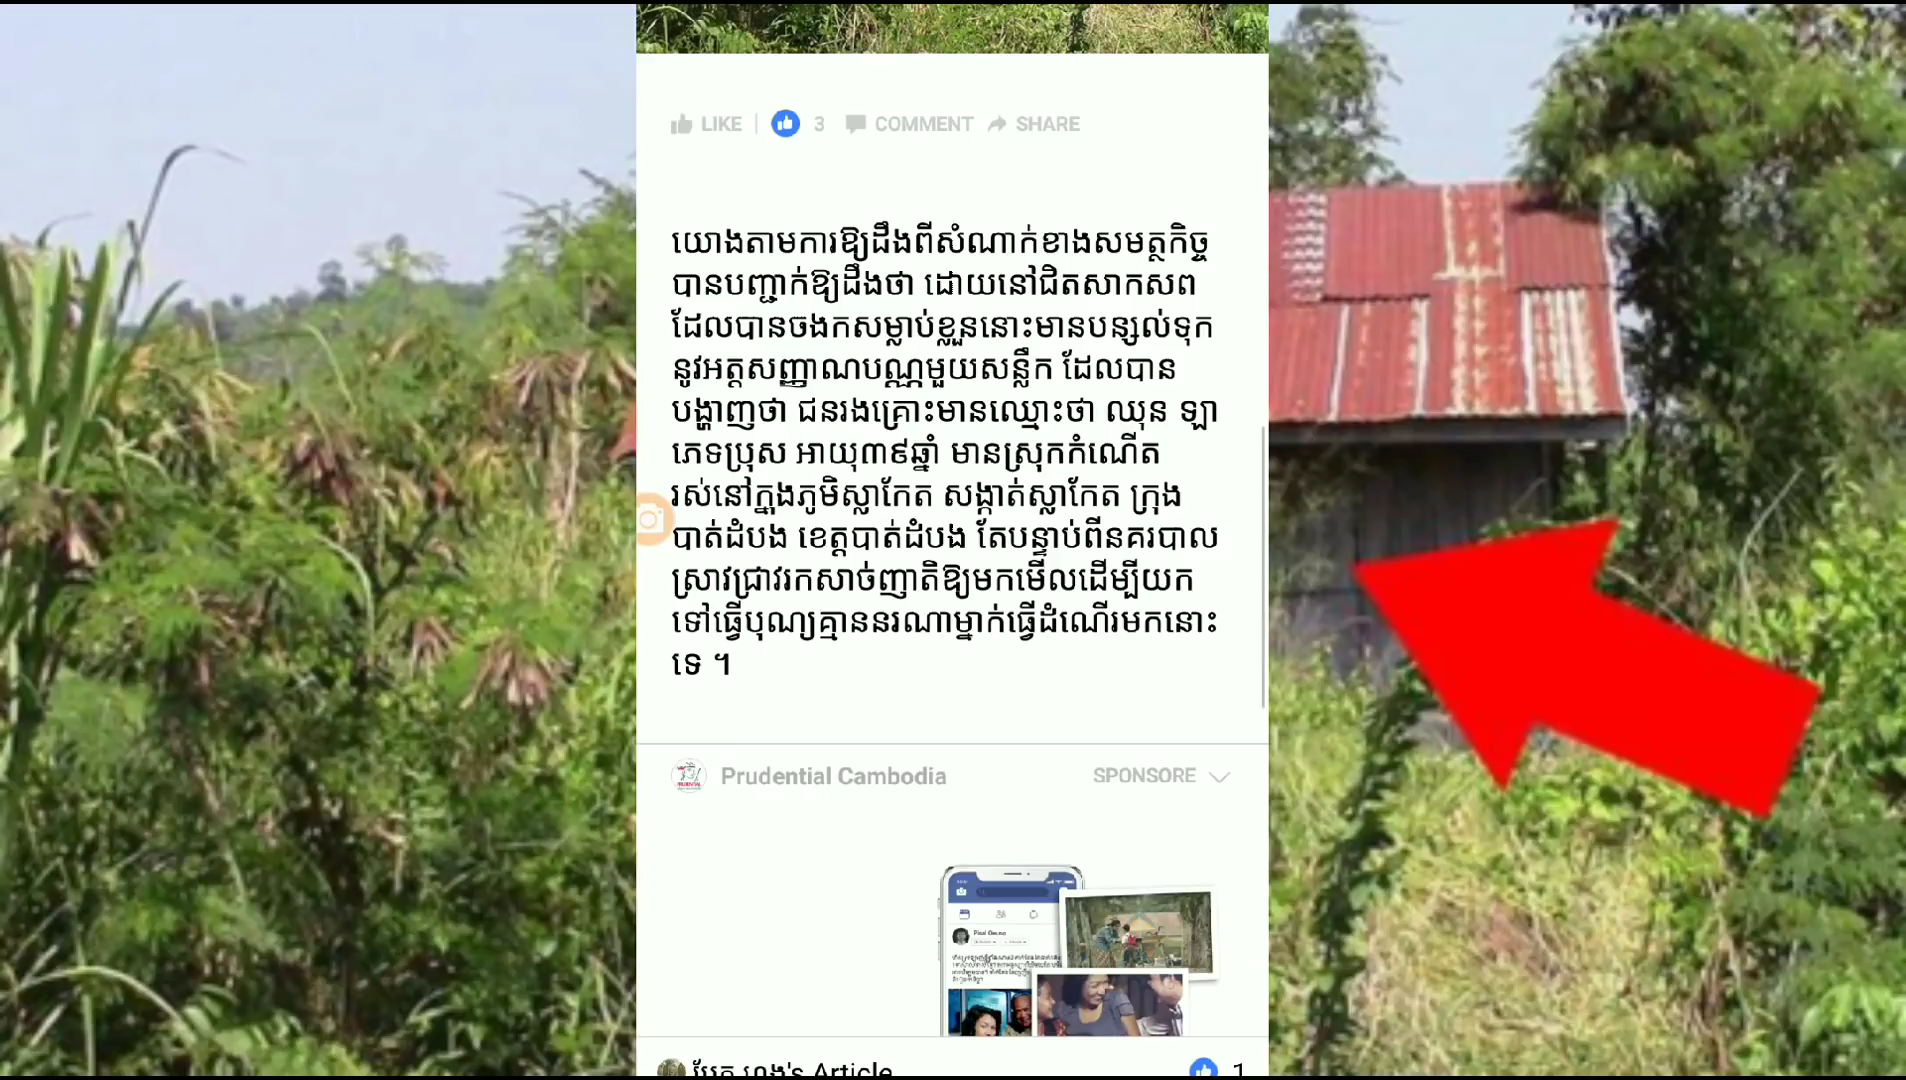 LIKE 3 COMMENT SHARE
យោងតាមការឱ្យដឹងពីសំណាក់ខាងសមត្ថកិច្ច
បានបញ្ជាក់ឱ្យដឹងថា ដោយនៅជិតសាកសព
ដែលបានចងកសម្លាប់ខ្លួននោះមានបន្សល់ទុក
នូវអត្តសញ្ញាណបណ្ណមួយសន្លឹក ដែលបាន
បង្ហាញថា ជនរងគ្រោះមានឈ្មោះថា ឈុន ឡា
ភេទប្រុស អាយុ៣៩ឆ្នាំ មានស្រុកកំណើត
រស់នៅក្នុងភូមិស្លាកែត សង្កាត់ស្លាកែត ក្រុង
បាត់ដំបង ខេត្តបាត់ដំបង តែបន្ទាប់ពីនគរបាល
ស្រាវជ្រាវរកសាច់ញាតិឱ្យមកមើលដើម្បីយក
ទៅធ្វើបុណ្យគ្មាននរណាម្នាក់ធ្វើដំណើរមកនោះ
ទេ ។
Prudential Cambodia SPONSORE
's Article 1